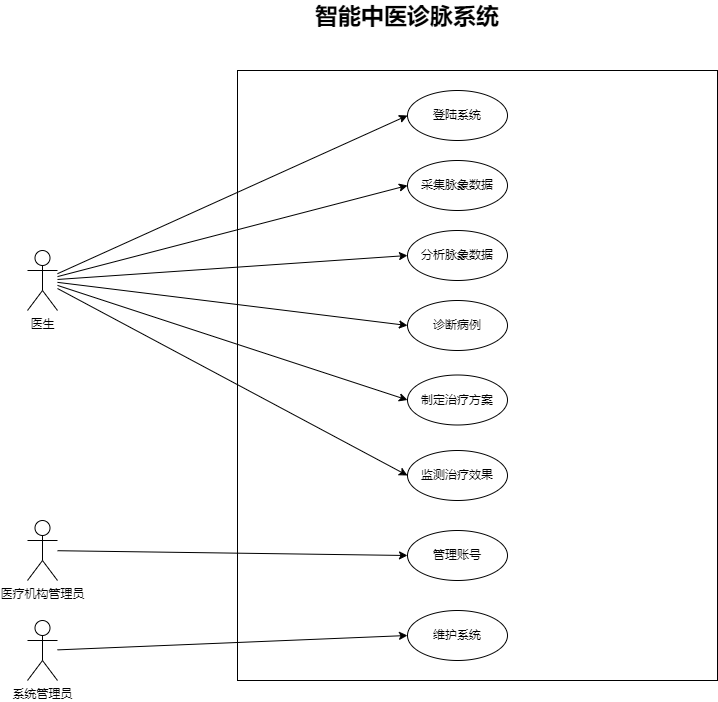 智能中医诊脉系统
登陆系统
采集脉象数据
分析脉象数据
诊断病例
医生
制定治疗方案
监测治疗效果
管理账号
医疗机构管理员
维护系统
系统管理员